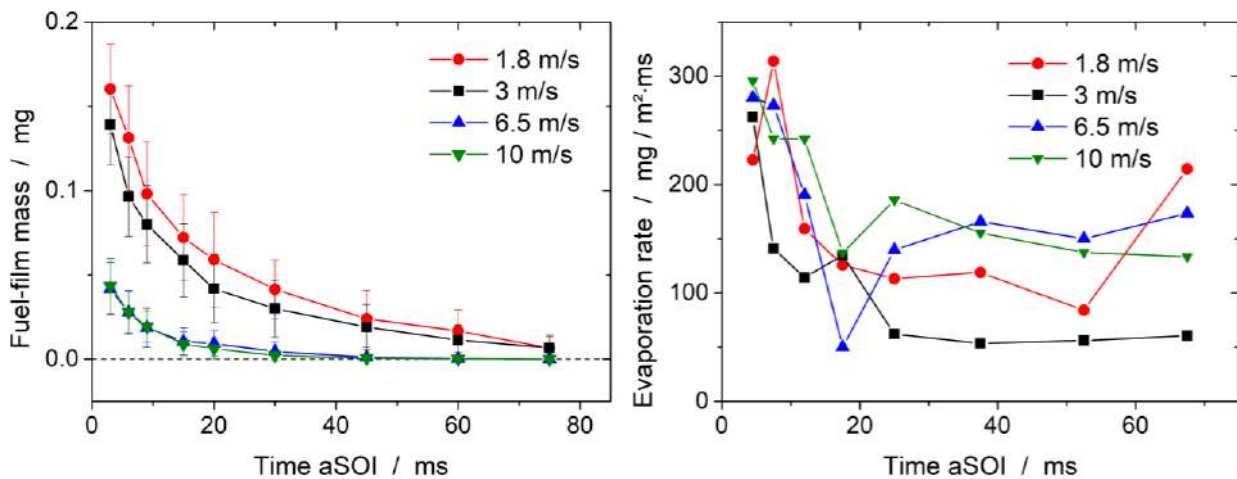 0.2
0.1
0.0
Fuel-film mass / mg
0
20
40
60
80
Time aSOI / ms
1.8 m/s
3 m/s
6.5 m/s
10 m/s
300
200
100
0
Evaporation rate / mg / m²·ms
0
20
40
60
Time aSOI / ms
1.8 m/s
3 m/s
6.5 m/s
10 m/s